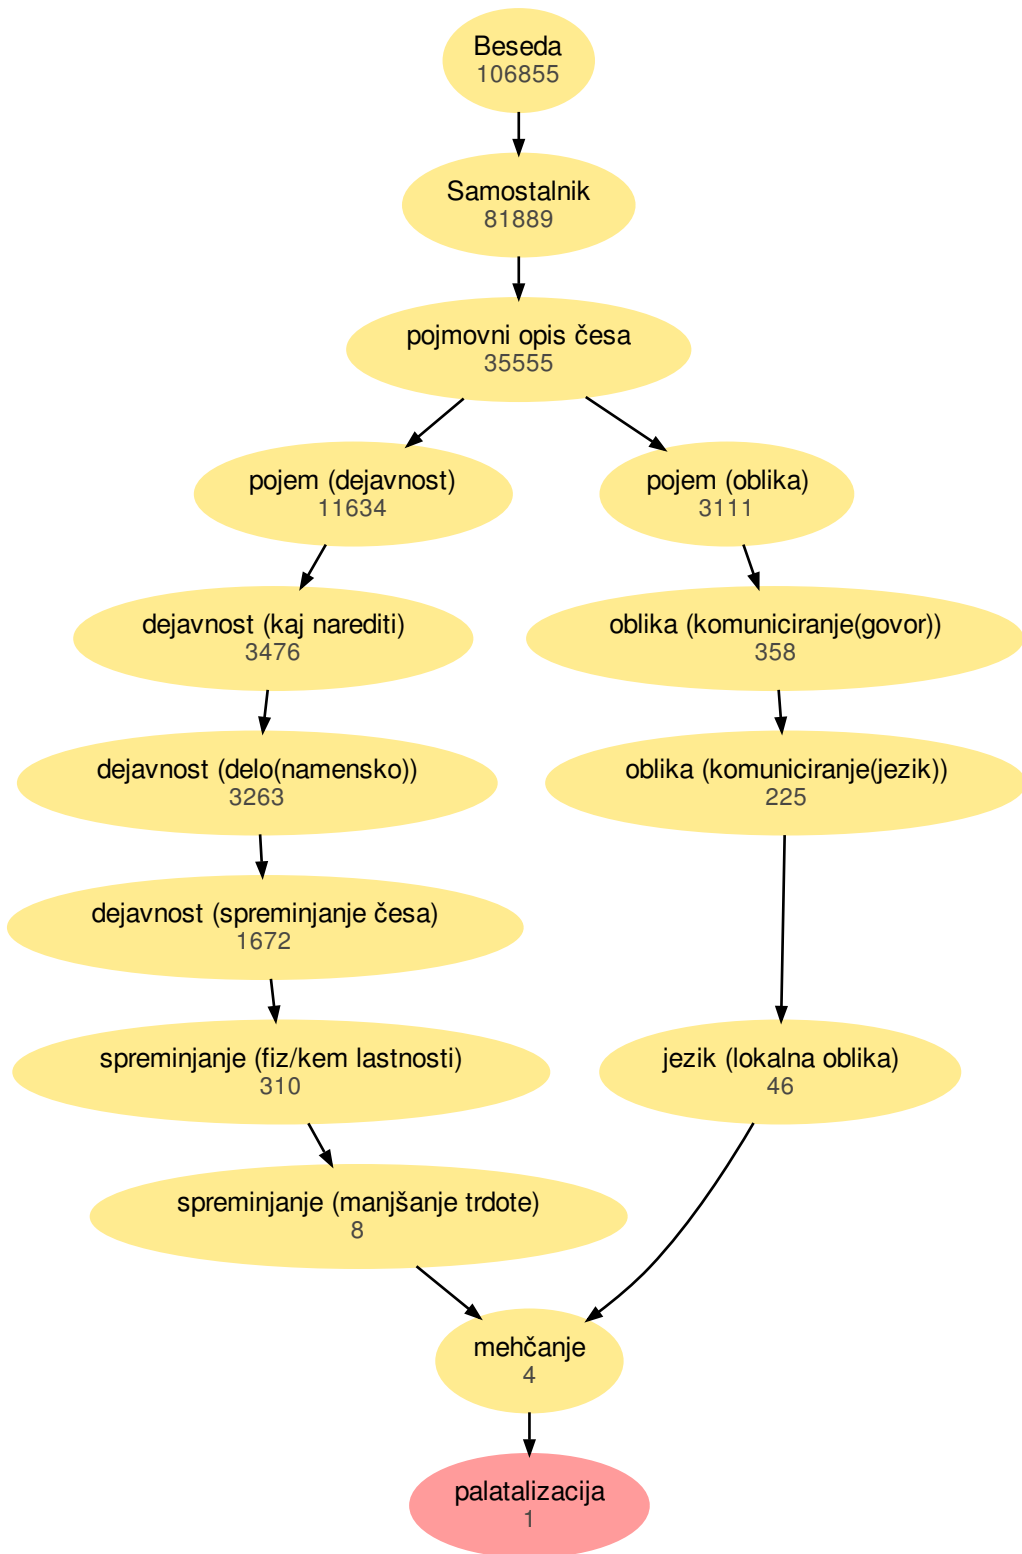 Beseda
106855
Samostalnik
81889
pojmovni opis česa
35555
pojem (dejavnost)
11634
pojem (oblika)
3111
dejavnost (kaj narediti)
3476
oblika (komuniciranje(govor))
358
dejavnost (delo(namensko))
3263
oblika (komuniciranje(jezik))
225
dejavnost (spreminjanje česa)
1672
spreminjanje (fiz/kem lastnosti)
310
jezik (lokalna oblika)
46
spreminjanje (manjšanje trdote)
8
mehčanje
4
palatalizacija
1